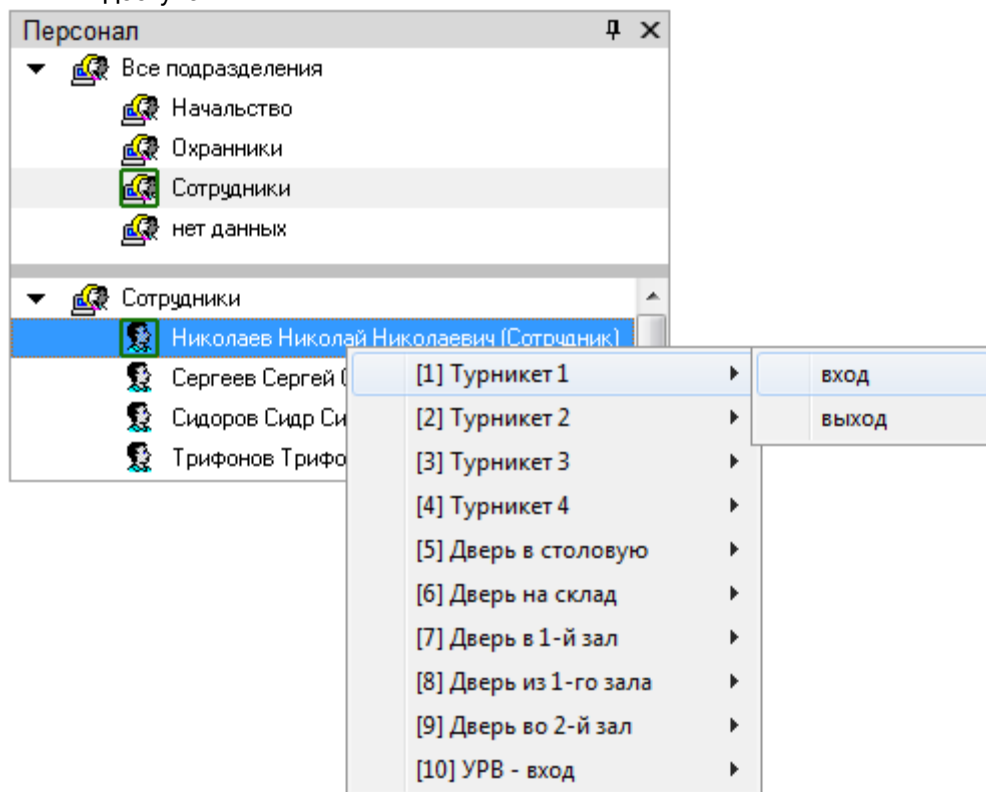 Персонал
Все подразделения
Начальство
Охранники
Сотрудники
нет данных
Сотрудники
Николаев Николай Николаевич (Сотрудник)
Сергеев Сергей (
Сидоров Сидр Си
Трифонов Трифо
[1] Турникет 1
[2] Турникет 2
[3] Турникет 3
[4] Турникет 4
[5] Дверь в столовую
[6] Дверь на склад
[7] Дверь в 1-й зал
[8] Дверь из 1-го зала
[9] Дверь во 2-й зал
[10] УРВ - вход
вход
выход